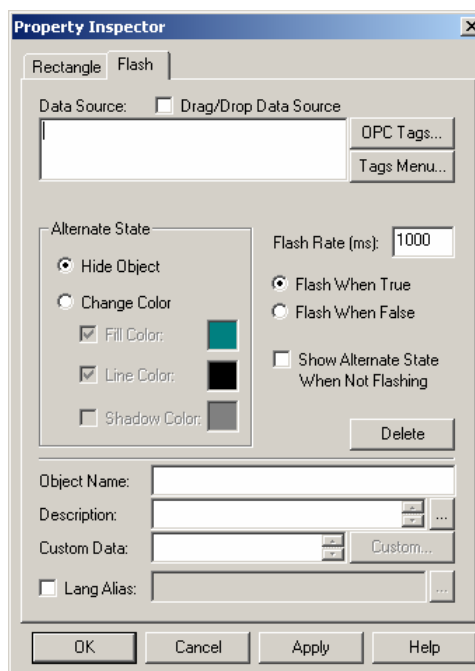 Property Inspector
Rectangle Flash
Data Source: Drag/Drop Data Source
OPC Tags...
Tags Menu...
Alternate State
Flash Rate (ms): 1000
Hide Object
Flash When True
Change Color
Flash When False
Fill Color:
Line Color:
Show Alternate State
When Not Flashing
Shadow Color:
Delete
Object Name:
Description: ...
Custom Data: Custom...
Lang Alias: ...
OK Cancel Apply Help